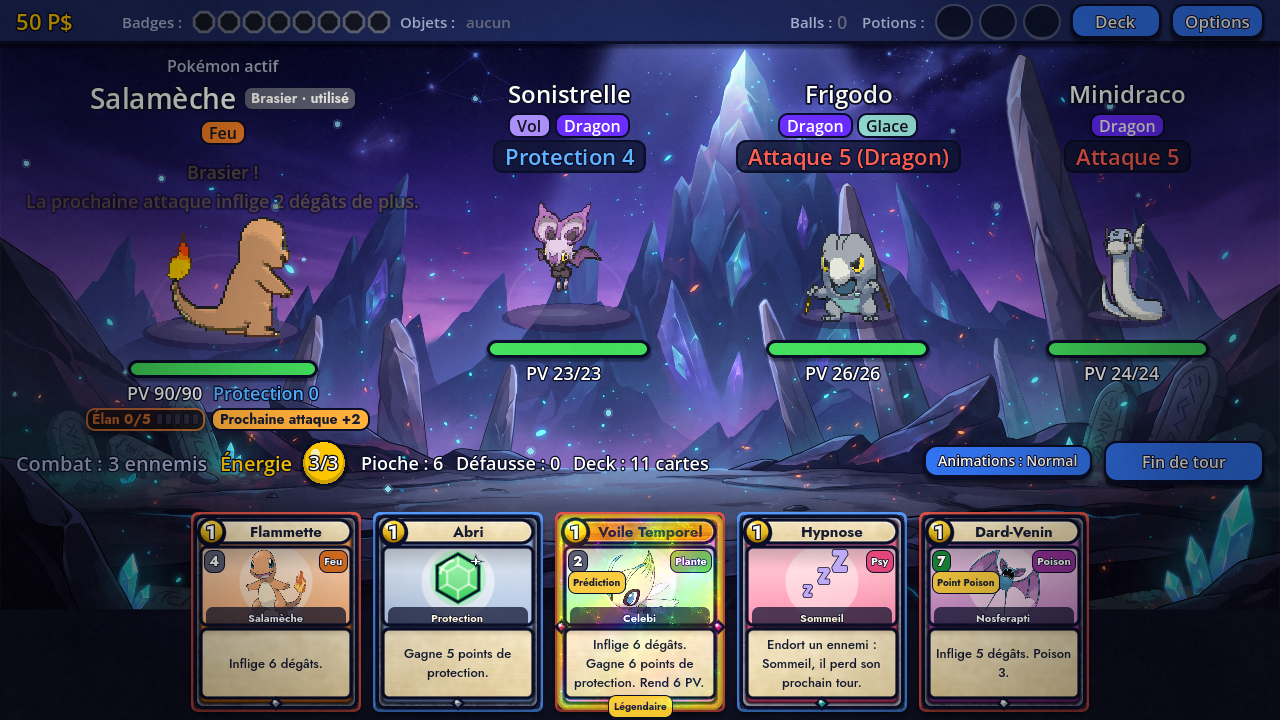 50 P$
Badges :
Objets : aucun
Balls : 0
Potions :
Deck
Options
Pokémon actif
Salamèche
Brasier · utilisé
Feu
Brasier !
La prochaine attaque inflige 2 dégâts de plus.
PV 90/90 Protection 0
Élan 0/5
Prochaine attaque +2
Sonistrelle
Vol Dragon
Protection 4
PV 23/23
Frigodo
Dragon Glace
Attaque 5 (Dragon)
PV 26/26
Minidraco
Dragon
Attaque 5
PV 24/24
Combat : 3 ennemis
Énergie 3/3
Pioche : 6 Défausse : 0 Deck : 11 cartes
Animations : Normal
Fin de tour
1 Flammette
4 Feu
Salamèche
Inflige 6 dégâts.
1 Abri
Protection
Gagne 5 points de
protection.
1 Voile Temporel
2 Plante
Prédiction
Celebi
Inflige 6 dégâts.
Gagne 6 points de
protection. Rend 6 PV.
Légendaire
1 Hypnose
Psy
z z Z
Sommeil
Endort un ennemi :
Sommeil, il perd son
prochain tour.
1 Dard-Venin
7 Poison
Point Poison
Nosferapti
Inflige 5 dégâts. Poison
3.